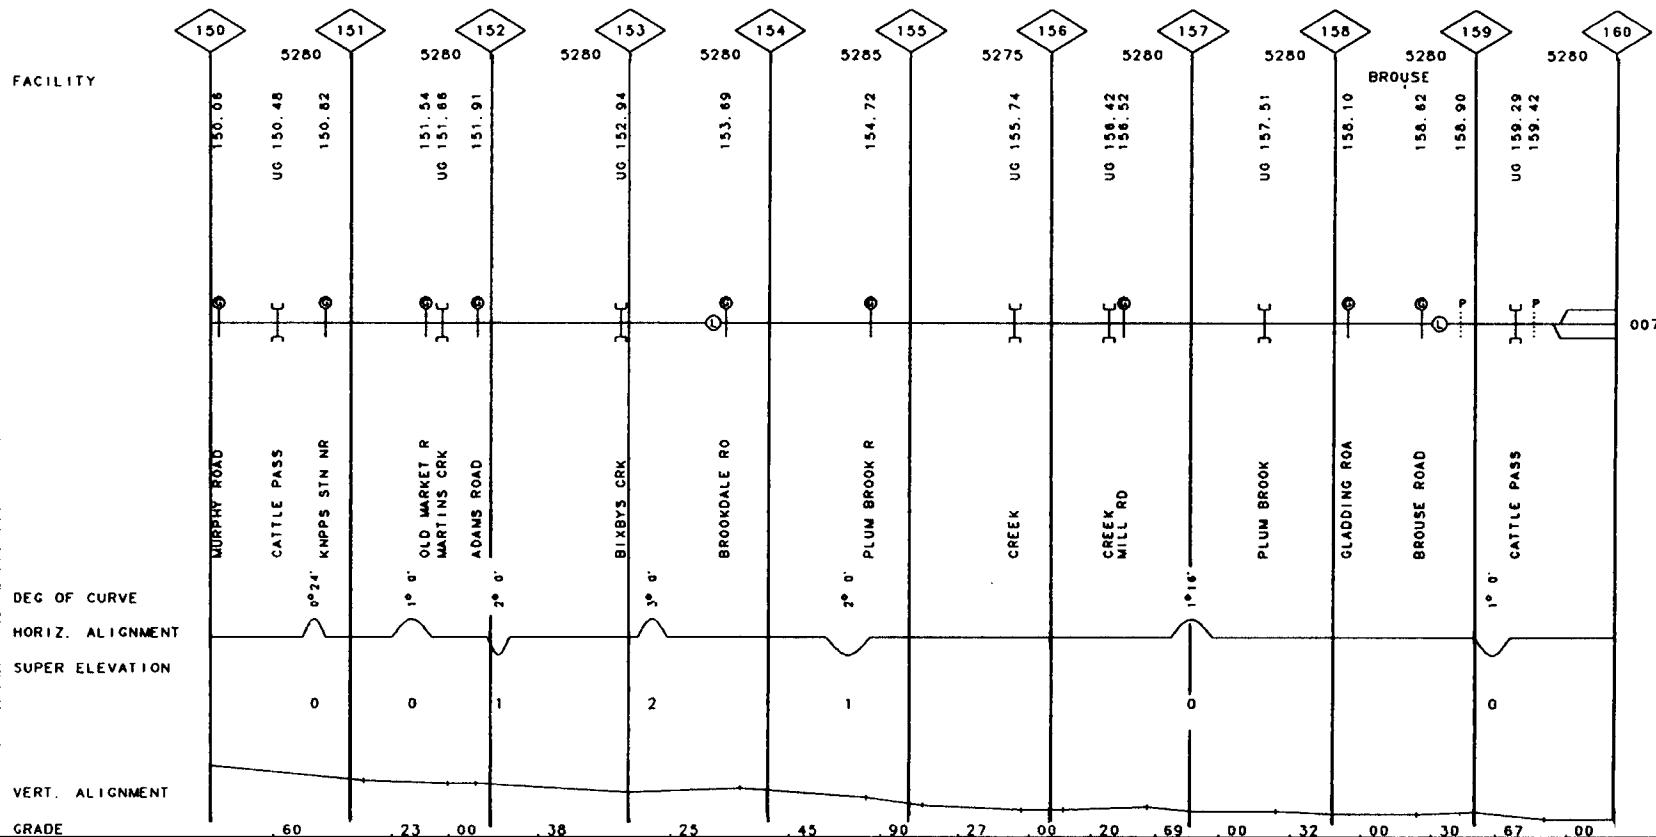 150 151 152 153 154 155 156 157 158 159 160
5280 5280 5280 5280 5285 5275 5280 5280 5280 5280
FACILITY
BROUSE
150.06 UG 150.48 150.82 151.54 UG 151.66 151.91 UG 152.94 153.69 154.72 UG 155.74 UG 156.42 156.52 UG 157.51 158.10 158.62 158.90 UG 159.29 159.42
G G G G G G G G G P P
L L
007
MURPHY ROAD
CATTLE PASS
KNPPS STN NR
OLD MARKET R
MARTINS CRK
ADAMS ROAD
BIXBYS CRK
BROOKDALE RO
PLUM BROOK R
CREEK
CREEK
MILL RD
PLUM BROOK
GLADDING ROA
BROUSE ROAD
CATTLE PASS
DEG OF CURVE
0°24' 1° 0' 2° 0' 3° 0' 2° 0' 1°16' 1° 0'
HORIZ. ALIGNMENT
SUPER ELEVATION
0 0 1 2 1 0 0
VERT. ALIGNMENT
GRADE .60 .23 .00 .38 .25 .45 .90 .27 .00 .20 .69 .00 .32 .00 .30 .67 .00